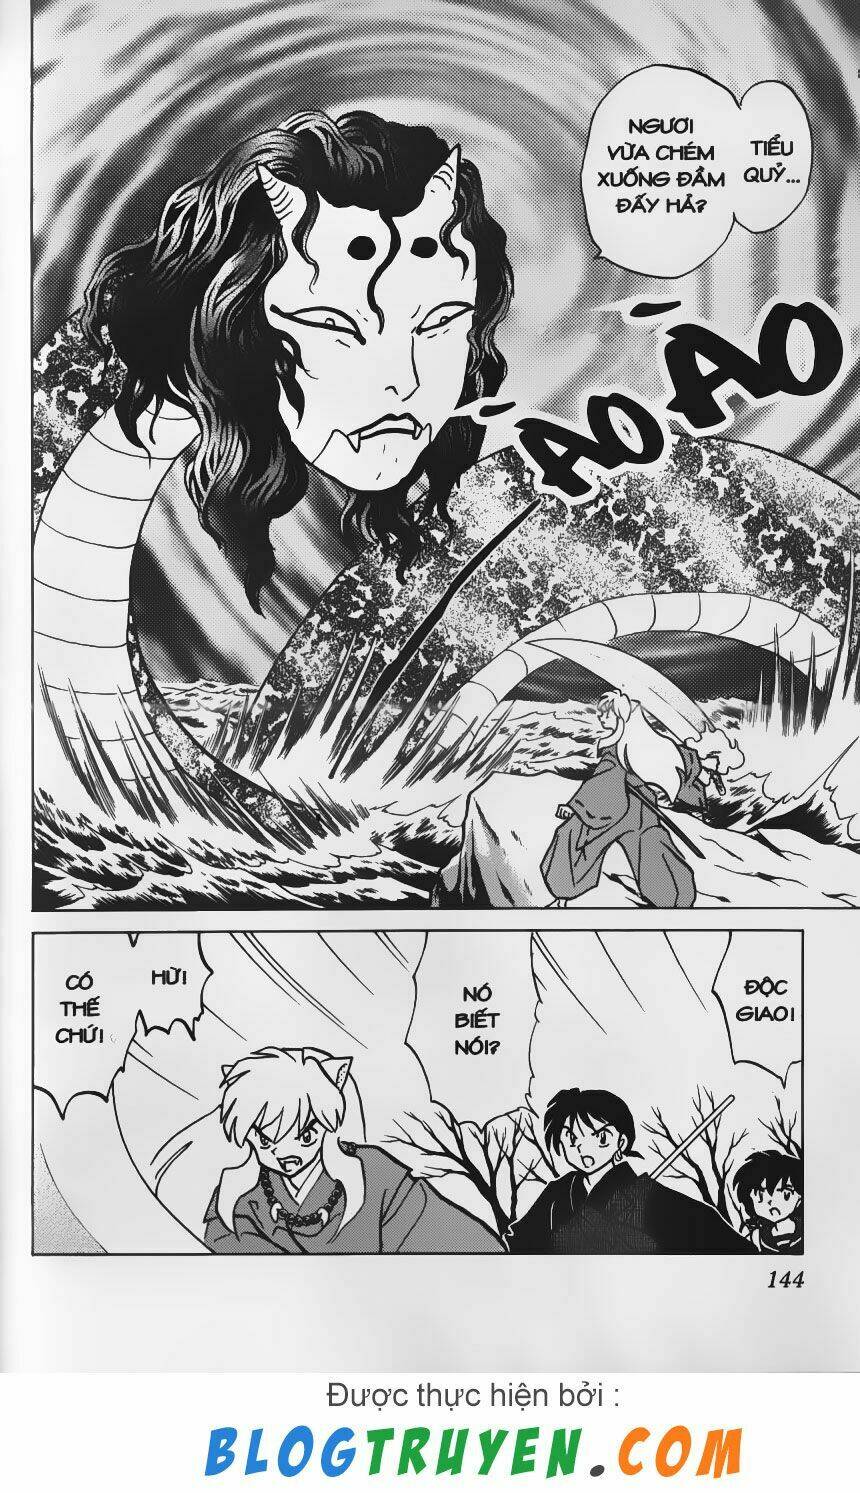 TIỂU
QUỶ...
NGƯƠI
VỪA CHÉM
XUỐNG ĐẦM
ĐẤY HẢ?
ÀO
ÀO
ĐỘC
GIAO!
NÓ
BIẾT
NÓI?
HỪ!
CÓ
THẾ
CHỨ!
144
Được thực hiện bởi :
BLOGTRUYEN.COM